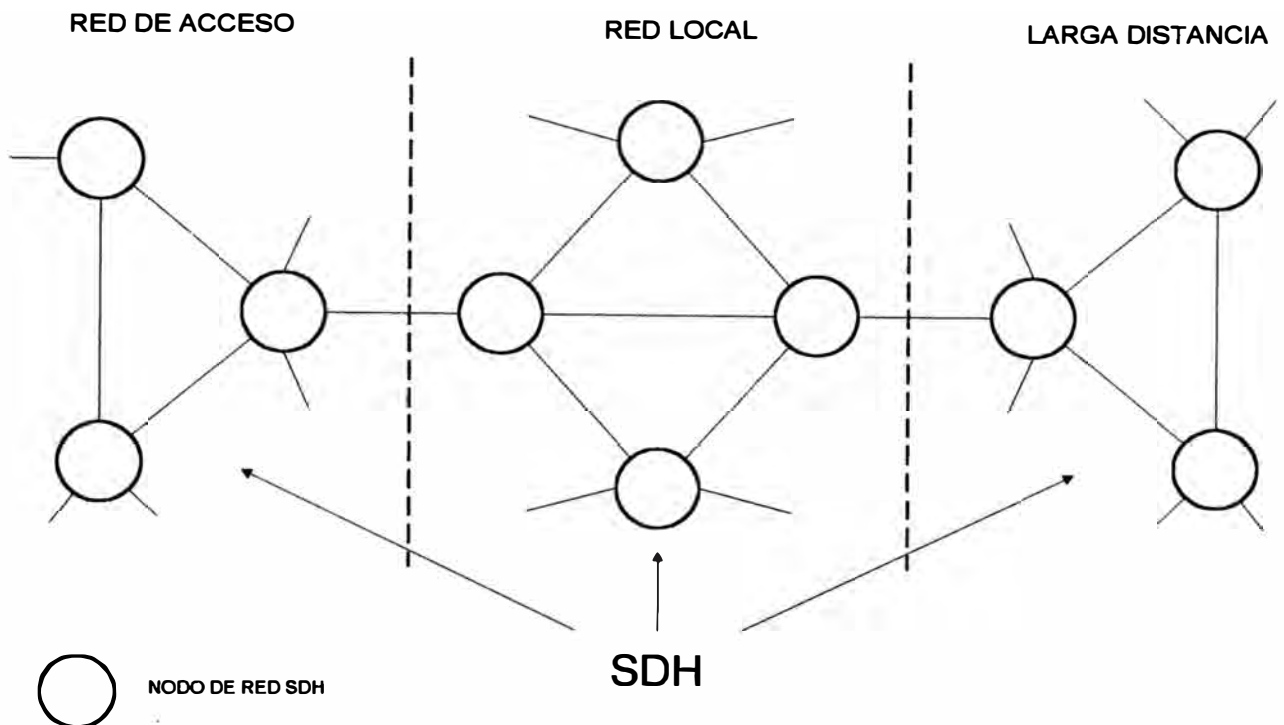 RED DE ACCESO
RED LOCAL
LARGA DISTANCIA
SDH
NODO DE RED SDH